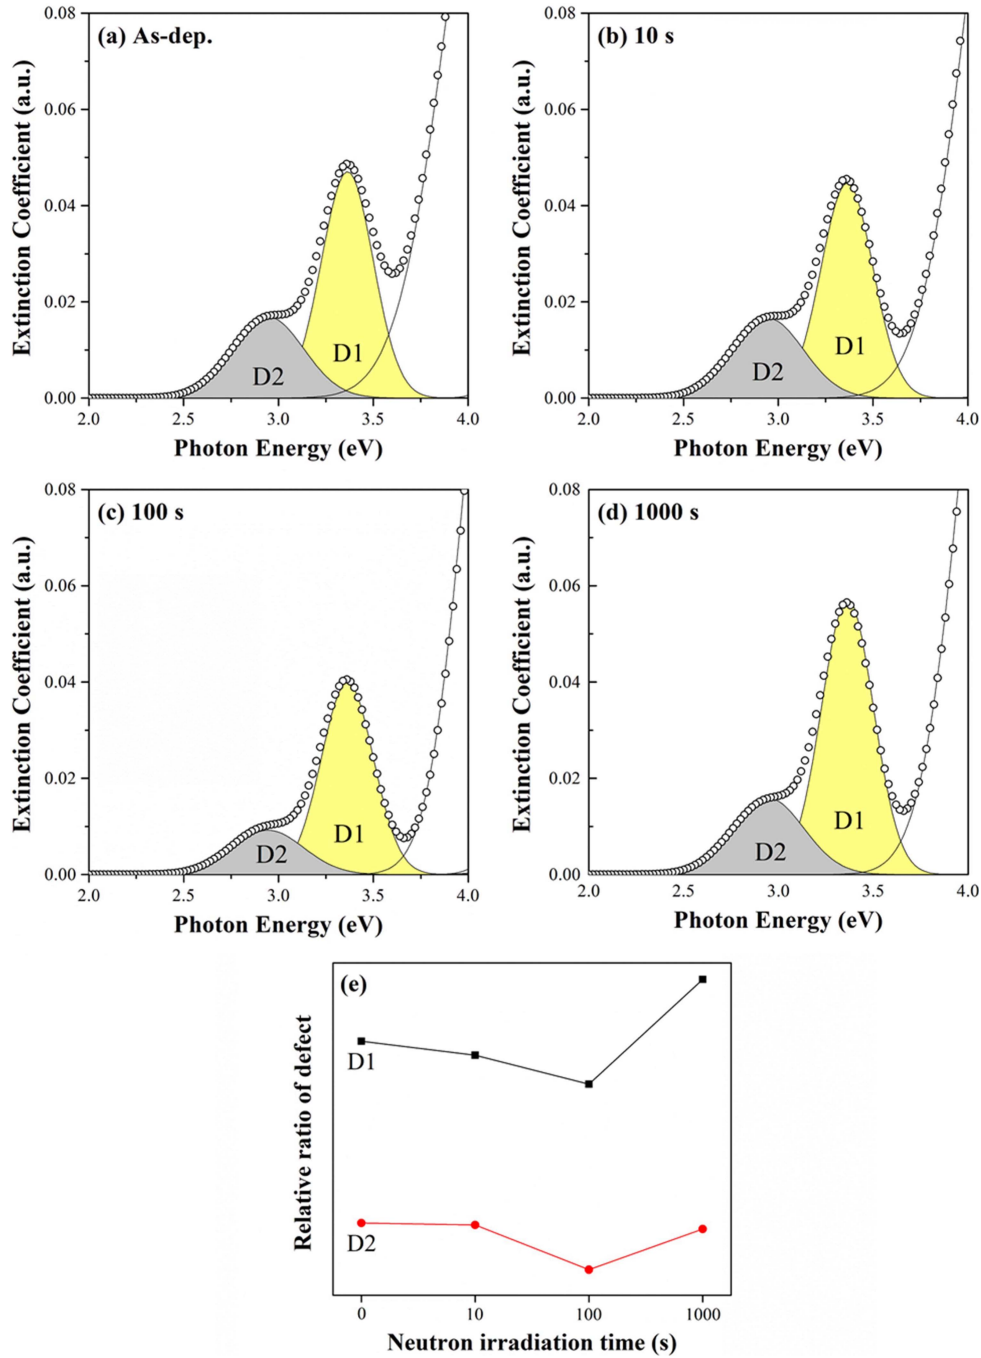 (a) As-dep.
Extinction Coefficient (a.u.)
0.08
0.06
0.04
0.02
0.00
D2
D1
2.0 2.5 3.0 3.5 4.0
Photon Energy (eV)
(b) 10 s
Extinction Coefficient (a.u.)
0.08
0.06
0.04
0.02
0.00
D2
D1
2.0 2.5 3.0 3.5 4.0
Photon Energy (eV)
(c) 100 s
Extinction Coefficient (a.u.)
0.08
0.06
0.04
0.02
0.00
D2
D1
2.0 2.5 3.0 3.5 4.0
Photon Energy (eV)
(d) 1000 s
Extinction Coefficient (a.u.)
0.08
0.06
0.04
0.02
0.00
D2
D1
2.0 2.5 3.0 3.5 4.0
Photon Energy (eV)
(e)
Relative ratio of defect
D1
D2
0 10 100 1000
Neutron irradiation time (s)